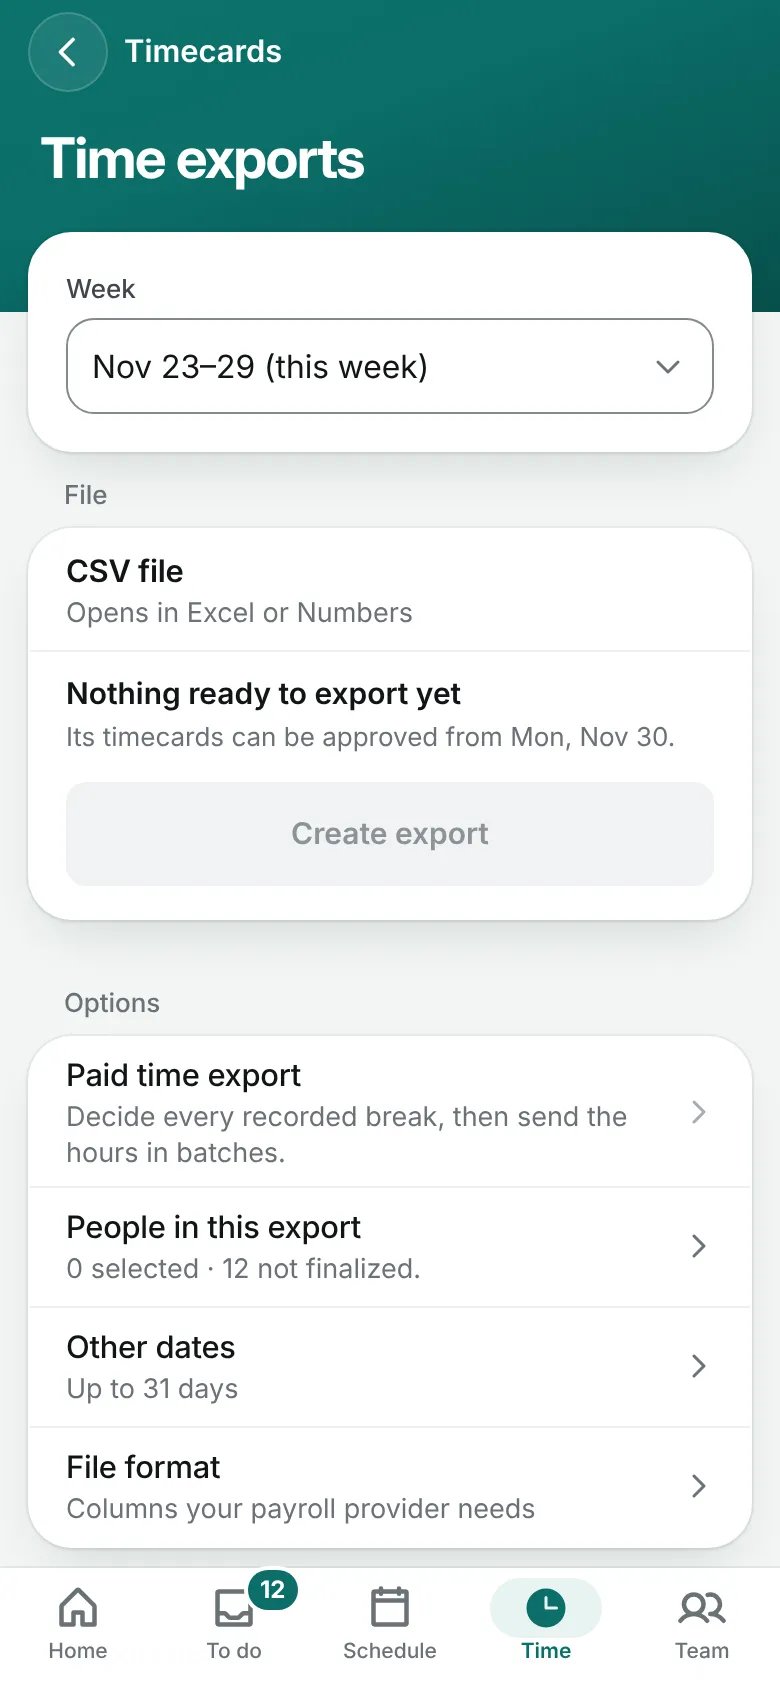 Timecards
Time exports
Week
Nov 23–29 (this week)
File
CSV file
Opens in Excel or Numbers
Nothing ready to export yet
Its timecards can be approved from Mon, Nov 30.
Create export
Options
Paid time export
Decide every recorded break, then send the
hours in batches.
People in this export
0 selected · 12 not finalized.
Other dates
Up to 31 days
File format
Columns your payroll provider needs
12
Home
To do
Schedule
Time
Team